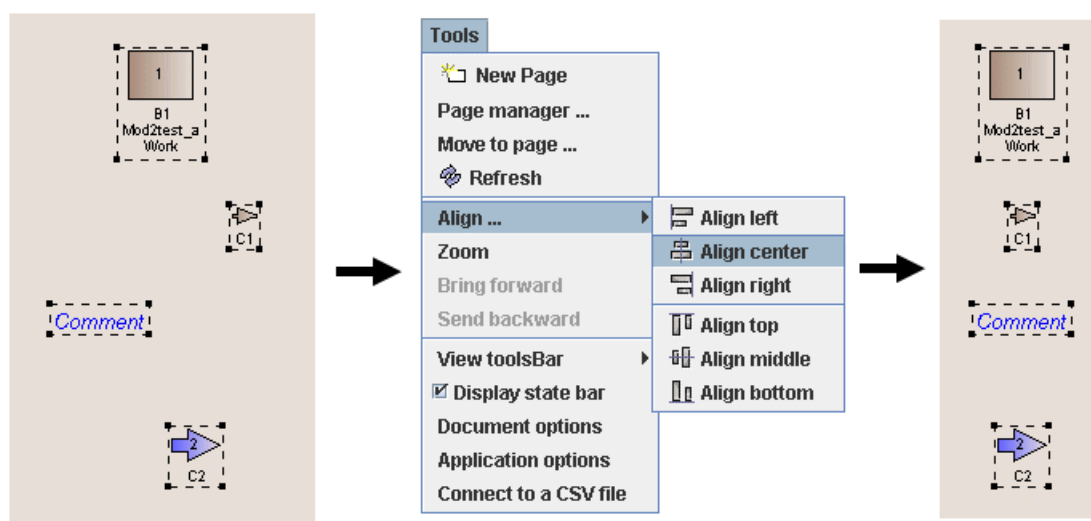 1
B1
Mod2test_a
Work
C1
Comment
2
C2
Tools
New Page
Page manager ...
Move to page ...
Refresh
Align ...
Zoom
Bring forward
Send backward
View toolsBar
Display state bar
Document options
Application options
Connect to a CSV file
Align left
Align center
Align right
Align top
Align middle
Align bottom
1
B1
Mod2test_a
Work
C1
Comment
2
C2